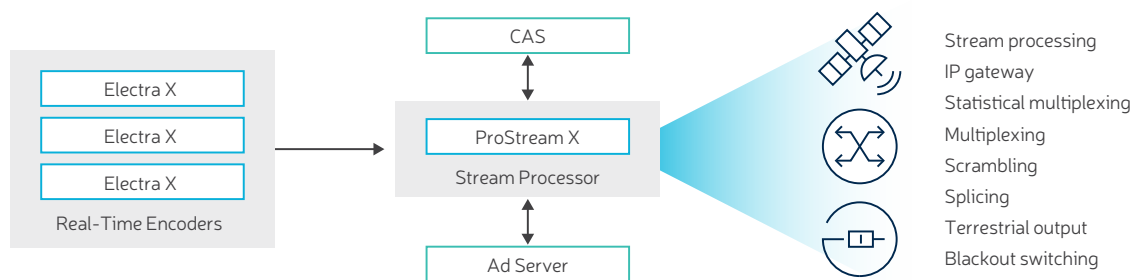 Electra X
Electra X
Electra X
Real-Time Encoders
CAS
ProStream X
Stream Processor
Ad Server
Stream processing
IP gateway
Statistical multiplexing
Multiplexing
Scrambling
Splicing
Terrestrial output
Blackout switching